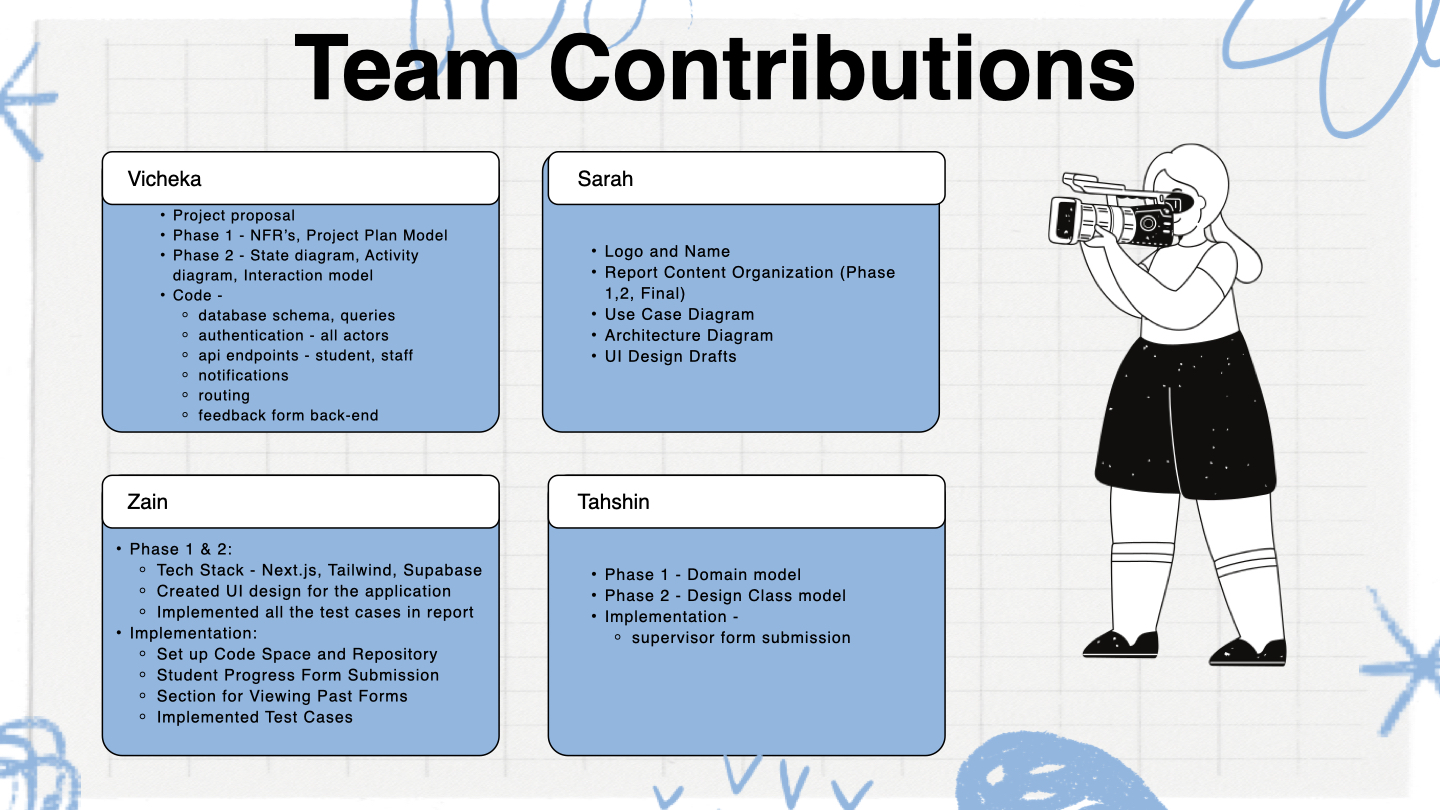 Team Contributions
Vicheka
• Project proposal
• Phase 1 - NFR’s, Project Plan Model
• Phase 2 - State diagram, Activity
diagram, Interaction model
• Code -
◦ database schema, queries
◦ authentication - all actors
◦ api endpoints - student, staff
◦ notifications
◦ routing
◦ feedback form back-end
Sarah
• Logo and Name
• Report Content Organization (Phase
1,2, Final)
• Use Case Diagram
• Architecture Diagram
• UI Design Drafts
Zain
• Phase 1 & 2:
◦ Tech Stack - Next.js, Tailwind, Supabase
◦ Created UI design for the application
◦ Implemented all the test cases in report
• Implementation:
◦ Set up Code Space and Repository
◦ Student Progress Form Submission
◦ Section for Viewing Past Forms
◦ Implemented Test Cases
Tahshin
• Phase 1 - Domain model
• Phase 2 - Design Class model
• Implementation -
◦ supervisor form submission